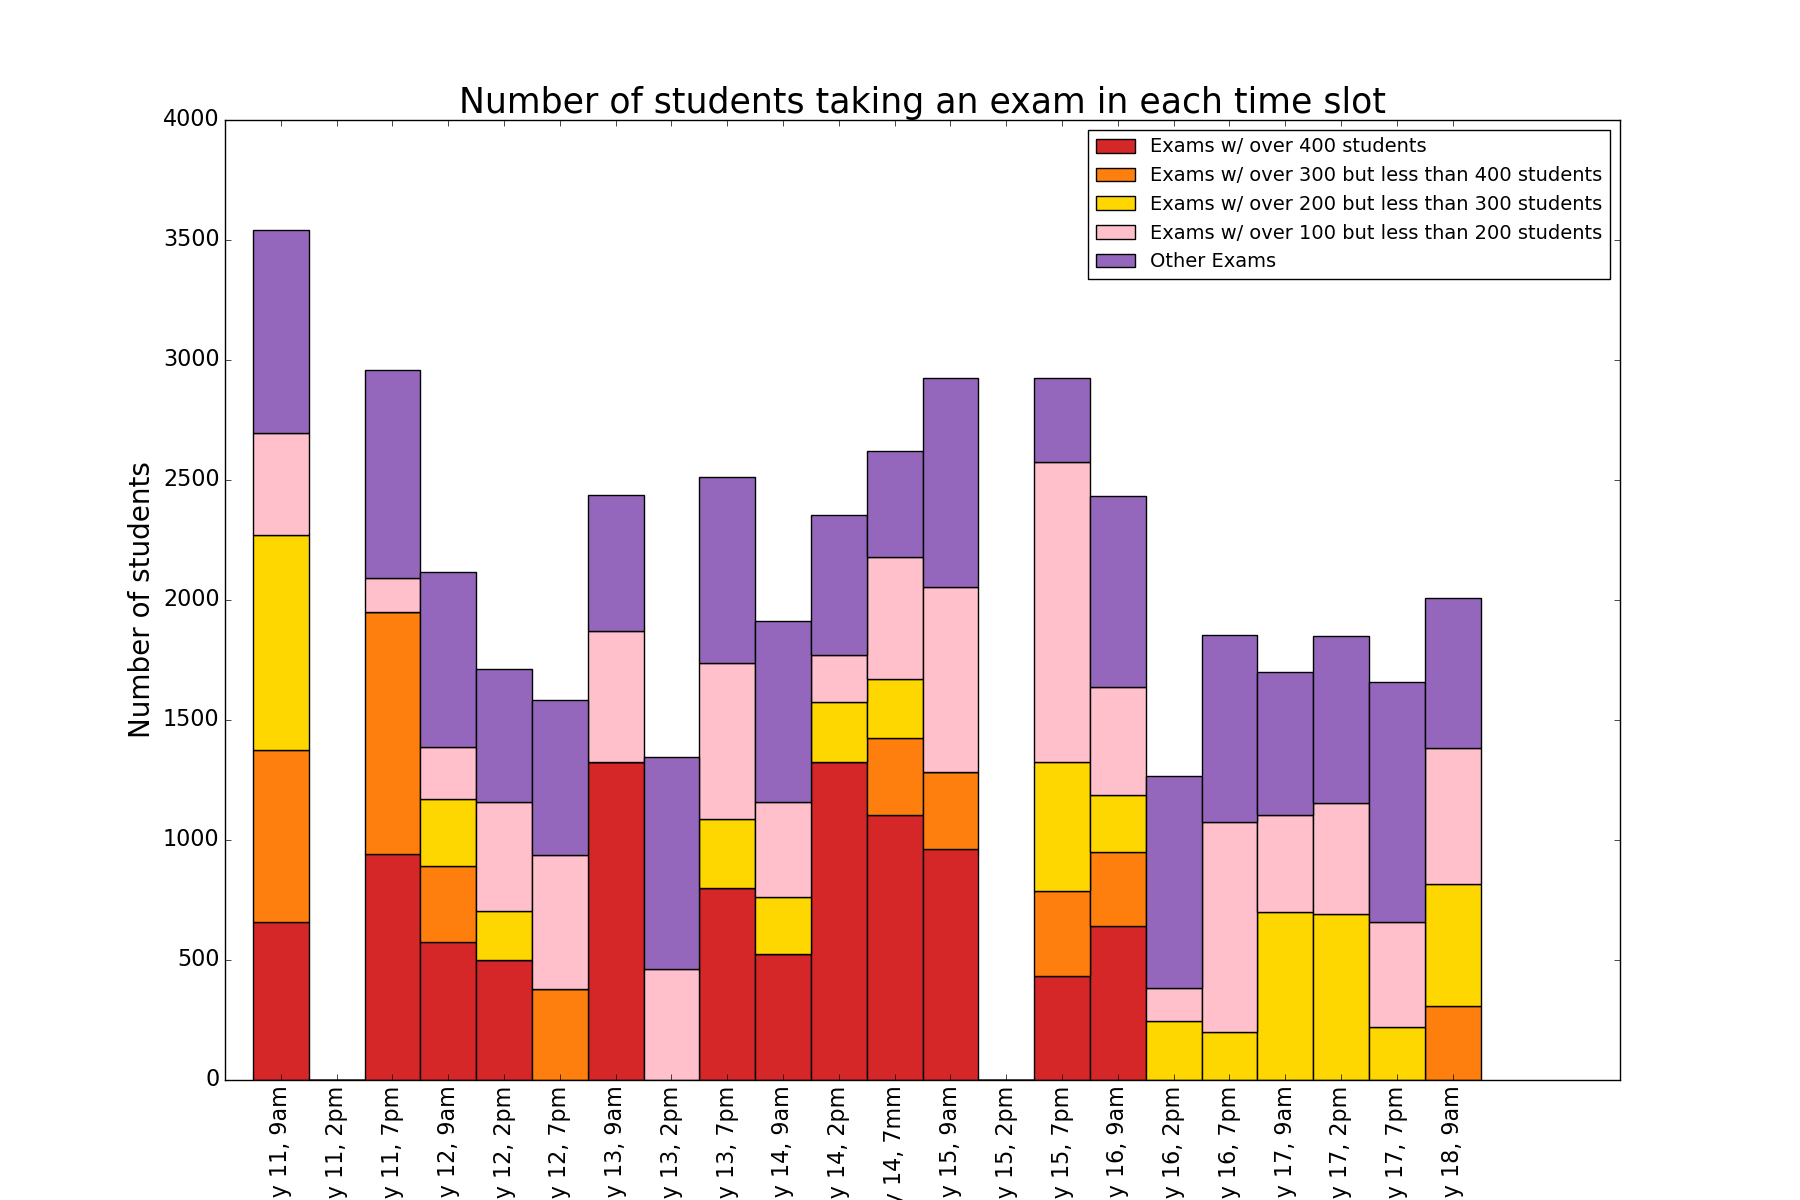 Number of students taking an exam in each time slot
4000
3500
3000
2500
2000
1500
1000
500
0
Number of students
Exams w/ over 400 students
Exams w/ over 300 but less than 400 students
Exams w/ over 200 but less than 300 students
Exams w/ over 100 but less than 200 students
Other Exams
y 11, 9am
y 11, 2pm
y 11, 7pm
y 12, 9am
y 12, 2pm
y 12, 7pm
y 13, 9am
y 13, 2pm
y 13, 7pm
y 14, 9am
y 14, 2pm
y 14, 7mm
y 15, 9am
y 15, 2pm
y 15, 7pm
y 16, 9am
y 16, 2pm
y 16, 7pm
y 17, 9am
y 17, 2pm
y 17, 7pm
y 18, 9am